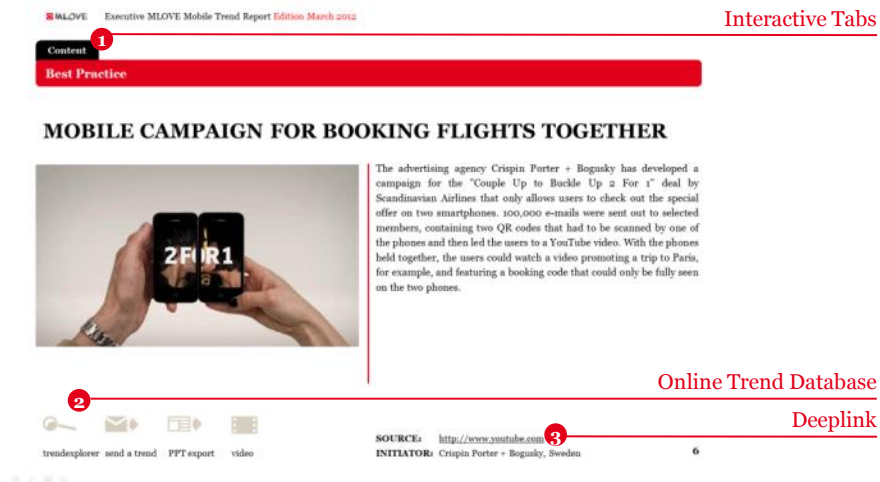 MLOVE Executive MLOVE Mobile Trend Report Edition March 2012
Interactive Tabs
1
Content
Best Practice
MOBILE CAMPAIGN FOR BOOKING FLIGHTS TOGETHER
The advertising agency Crispin Porter + Bogusky has developed a
campaign for the "Couple Up to Buckle Up 2 For 1" deal by
Scandinavian Airlines that only allows users to check out the special
offer on two smartphones. 100,000 e-mails were sent out to selected
members, containing two QR codes that had to be scanned by one of
the phones and then led the users to a YouTube video. With the phones
held together, the users could watch a video promoting a trip to Paris,
for example, and featuring a booking code that could only be fully seen
on the two phones.
2 FOR 1
Online Trend Database
2
Deeplink
3
trendexplorer send a trend PPT export video
SOURCE: http://www.youtube.com
INITIATOR: Crispin Porter + Bogusky, Sweden
6